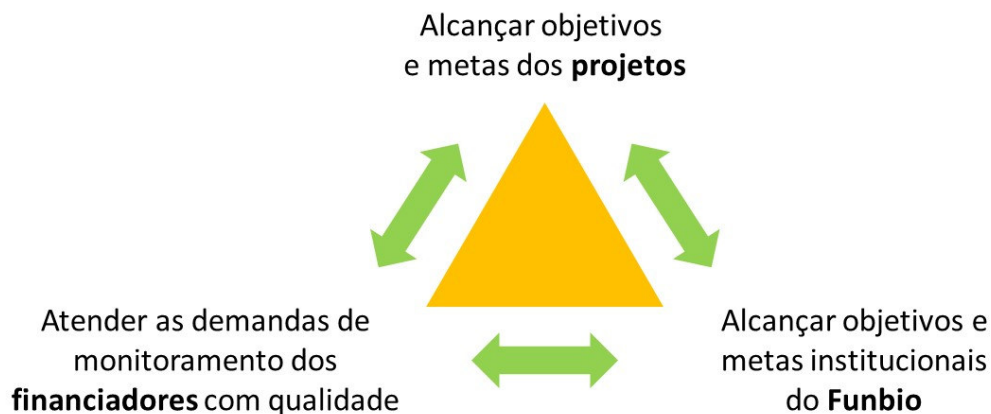 Alcançar objetivos
e metas dos projetos
Atender as demandas de
monitoramento dos
financiadores com qualidade
Alcançar objetivos e
metas institucionais
do Funbio